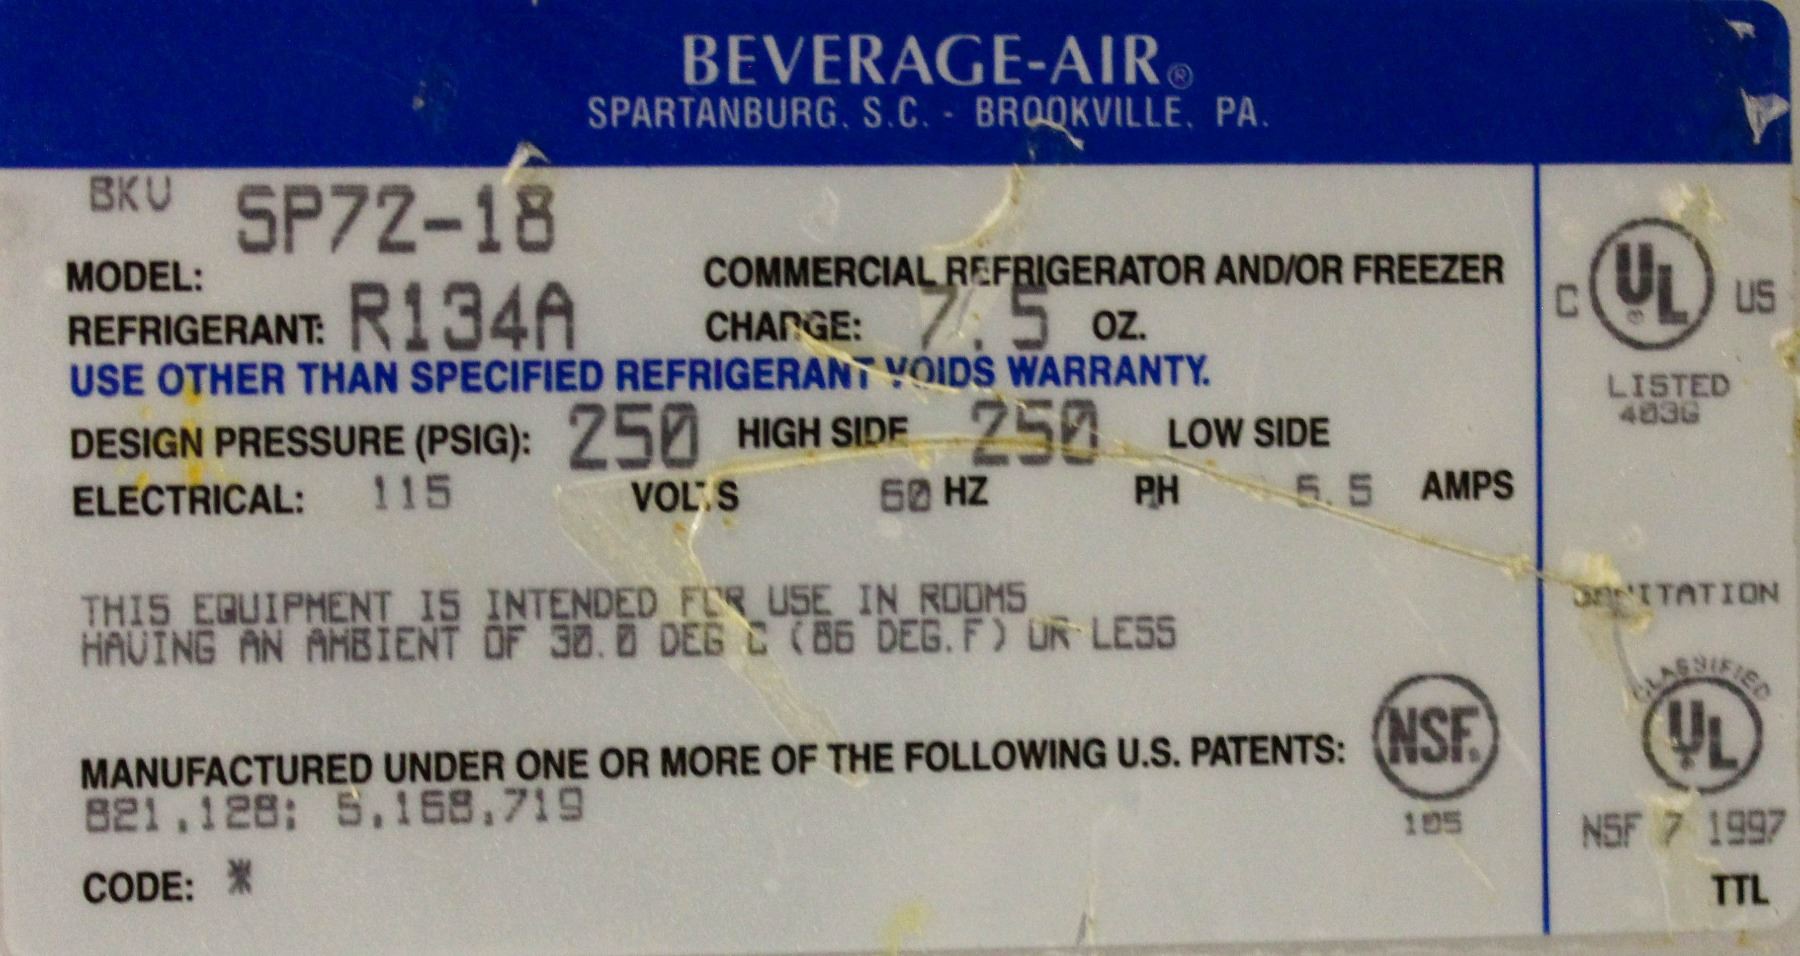 BEVERAGE-AIR®
SPARTANBURG, S.C. - BROOKVILLE, PA.
BKV SP72-18
MODEL: COMMERCIAL REFRIGERATOR AND/OR FREEZER
REFRIGERANT: R134A CHARGE: 7.5 OZ.
USE OTHER THAN SPECIFIED REFRIGERANT VOIDS WARRANTY.
DESIGN PRESSURE (PSIG): 250 HIGH SIDE 250 LOW SIDE
ELECTRICAL: 115 VOLTS 60 HZ PH AMPS
THIS EQUIPMENT IS INTENDED FOR USE IN ROOMS
HAVING AN AMBIENT OF 30.0 DEG C (86 DEG.F) OR LESS
MANUFACTURED UNDER ONE OR MORE OF THE FOLLOWING U.S. PATENTS:
821,128; 5,168,719
CODE: *
NSF.
105
C UL® US
LISTED
403G
SANITATION
CLASSIFIED
UL
NSF 7 1997
TTL